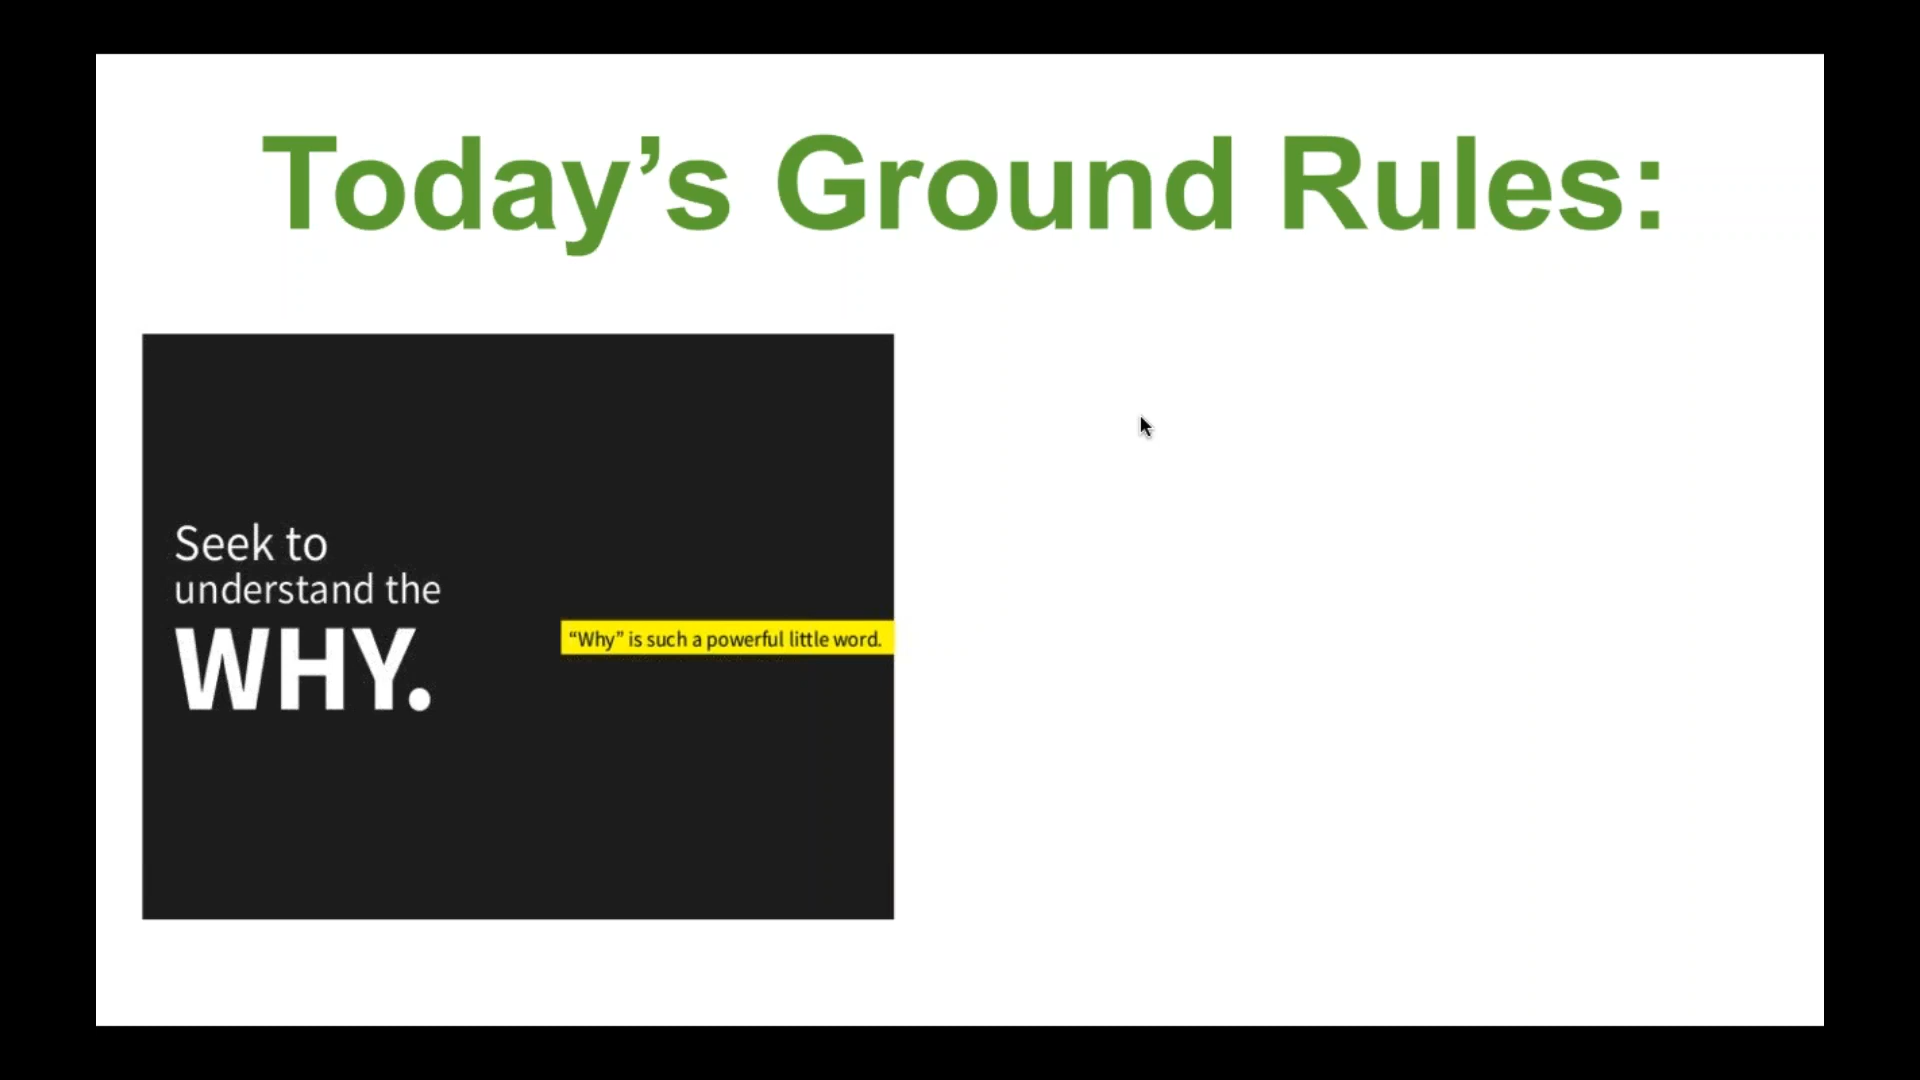 Today’s Ground Rules:
Seek to
understand the
WHY.
“Why” is such a powerful little word.